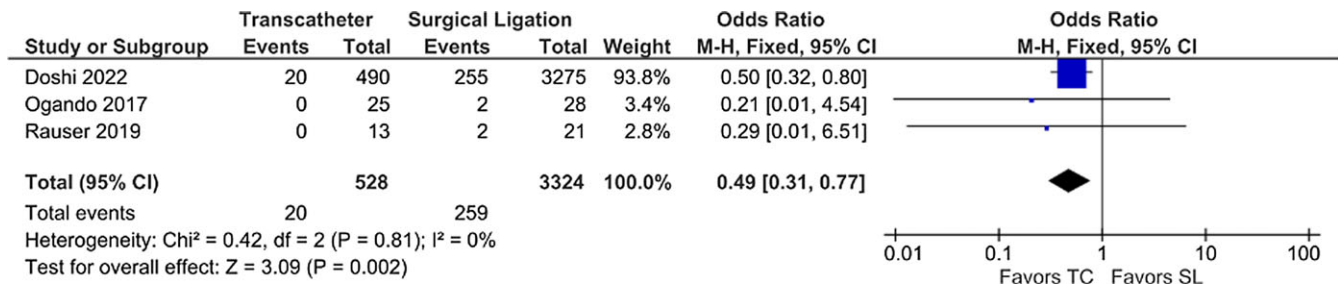 Transcatheter Surgical Ligation Odds Ratio Odds Ratio
Study or Subgroup Events Total Events Total Weight M-H, Fixed, 95% CI M-H, Fixed, 95% CI
Doshi 2022 20 490 255 3275 93.8% 0.50 [0.32, 0.80]
Ogando 2017 0 25 2 28 3.4% 0.21 [0.01, 4.54]
Rauser 2019 0 13 2 21 2.8% 0.29 [0.01, 6.51]
Total (95% CI) 528 3324 100.0% 0.49 [0.31, 0.77]
Total events 20 259
Heterogeneity: Chi² = 0.42, df = 2 (P = 0.81); I² = 0%
Test for overall effect: Z = 3.09 (P = 0.002)
0.01 0.1 1 10 100
Favors TC Favors SL